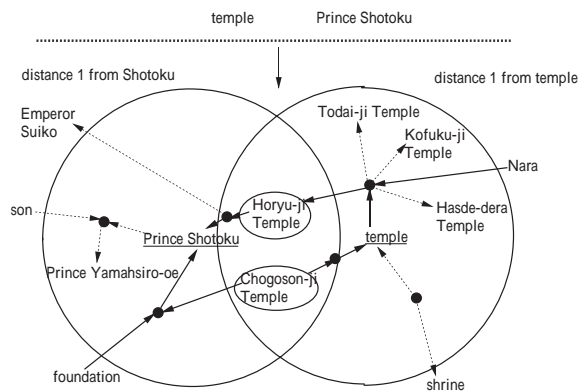 temple Prince Shotoku
distance 1 from Shotoku
distance 1 from temple
Emperor
Suiko
Todai-ji Temple
Kofuku-ji
Temple
Nara
Horyu-ji
Temple
Hasde-dera
Temple
son
Prince Shotoku
temple
Prince Yamahsiro-oe
Chogoson-ji
Temple
foundation
shrine